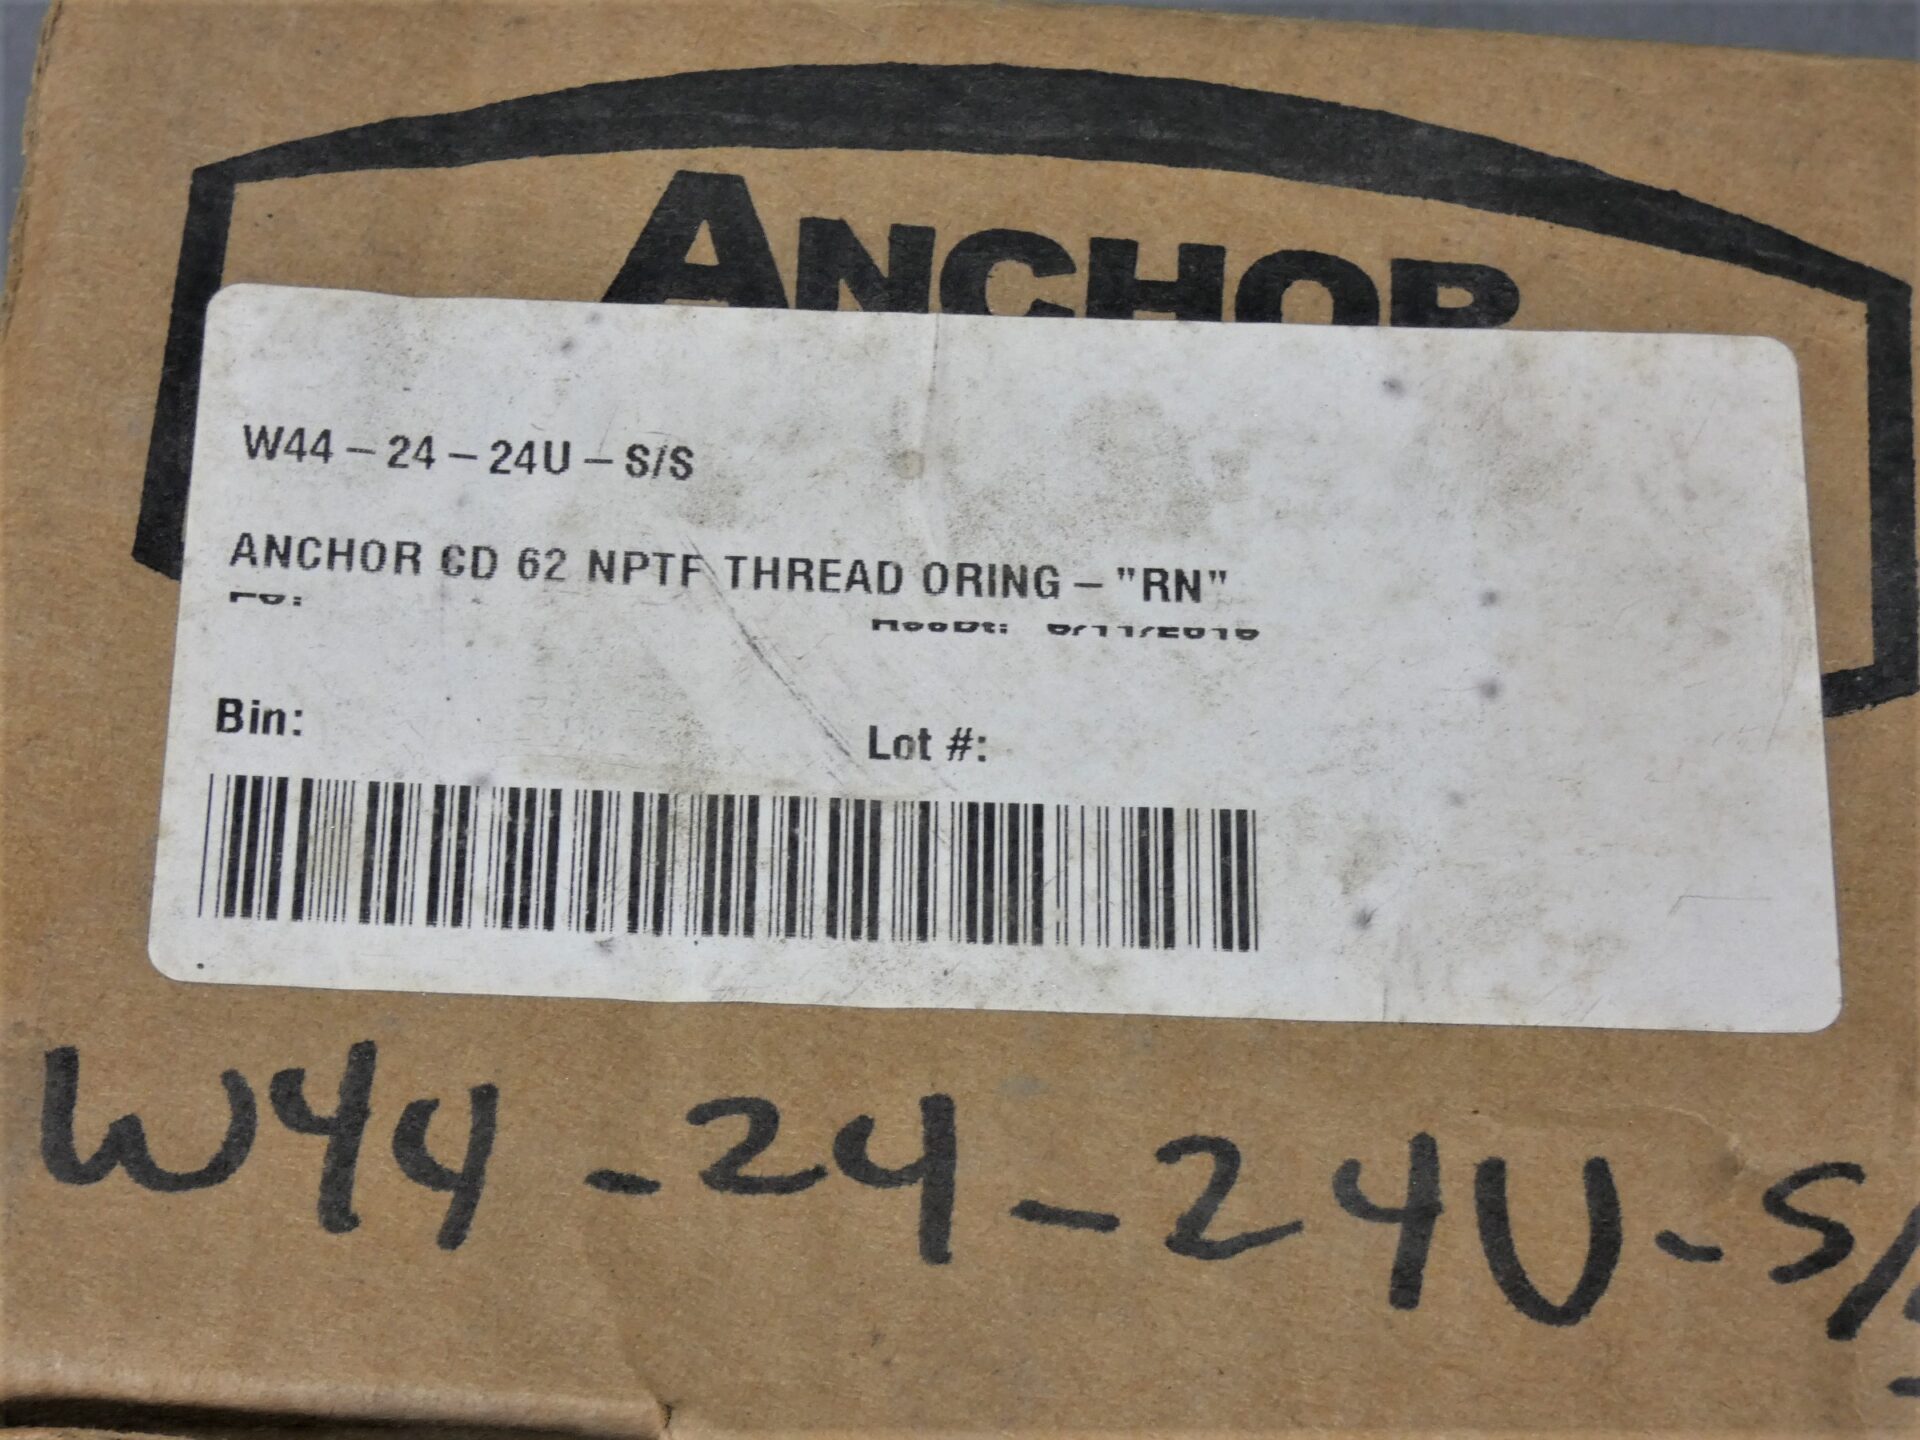 ANCHOR
W44-24-24U-S/S
ANCHOR CD 62 NPTF THREAD ORING - "RN"
Bin:
Lot #:
W44-24-24U-S/